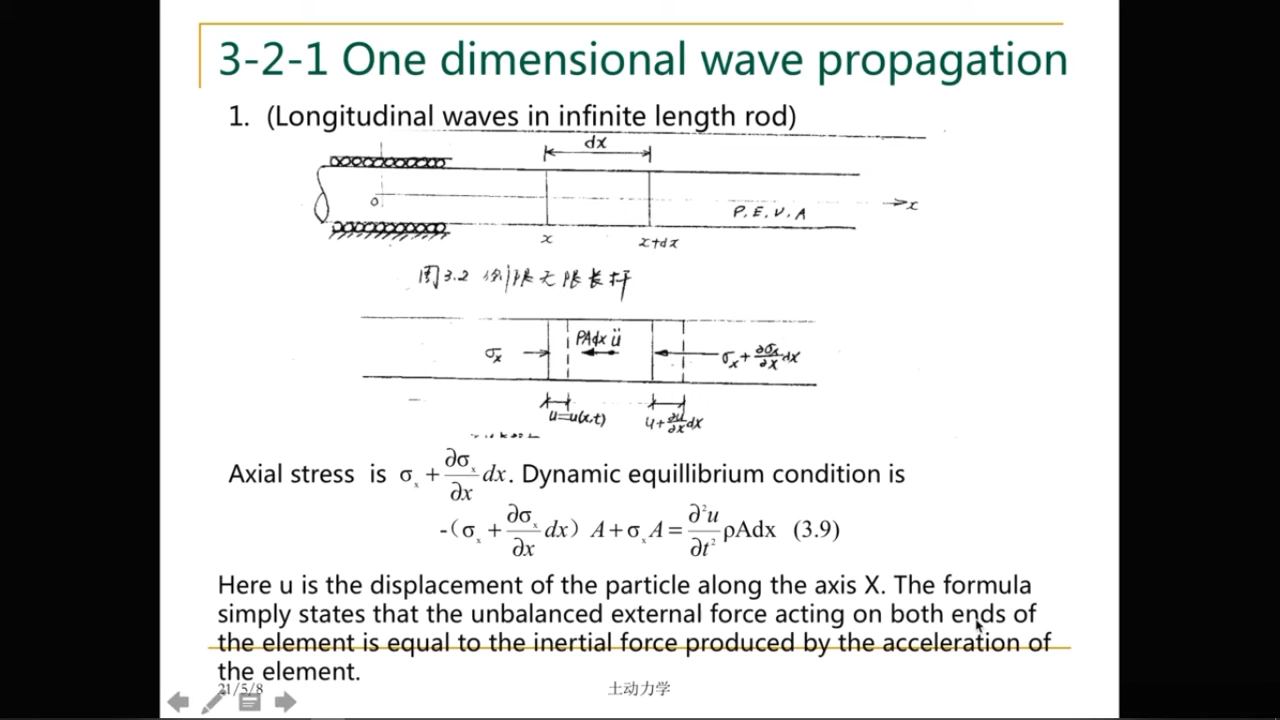 3-2-1 One dimensional wave propagation
1. (Longitudinal waves in infinite length rod)
dx
o
P. E. υ. A
x
x
x+dx
图3.2 侧限无限长杆
σx
ρAdx ü
σx + ∂σx/∂x dx
u=u(x,t)
u + ∂u/∂x dx
Axial stress is σx + ∂σx/∂x dx. Dynamic equillibrium condition is
-(σx + ∂σx/∂x dx) A+σxA= ∂²u/∂t² ρAdx (3.9)
Here u is the displacement of the particle along the axis X. The formula
simply states that the unbalanced external force acting on both ends of
the element is equal to the inertial force produced by the acceleration of
the element.
21/5/8
土动力学